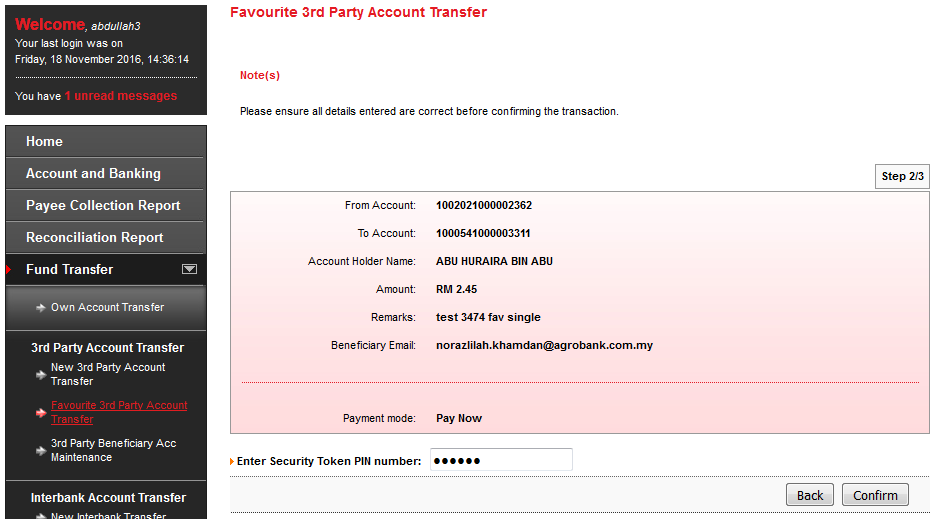 Welcome, abdullah3
Your last login was on
Friday, 18 November 2016, 14:36:14
You have 1 unread messages
Home
Account and Banking
Payee Collection Report
Reconciliation Report
Fund Transfer
Own Account Transfer
3rd Party Account Transfer
New 3rd Party Account
Transfer
Favourite 3rd Party Account
Transfer
3rd Party Beneficiary Acc
Maintenance
Interbank Account Transfer
New Interbank Transfer
Favourite 3rd Party Account Transfer
Note(s)
Please ensure all details entered are correct before confirming the transaction.
Step 2/3
From Account: 1002021000002362
To Account: 1000541000003311
Account Holder Name: ABU HURAIRA BIN ABU
Amount: RM 2.45
Remarks: test 3474 fav single
Beneficiary Email: norazlilah.khamdan@agrobank.com.my
Payment mode: Pay Now
Enter Security Token PIN number: ●●●●●●
Back Confirm